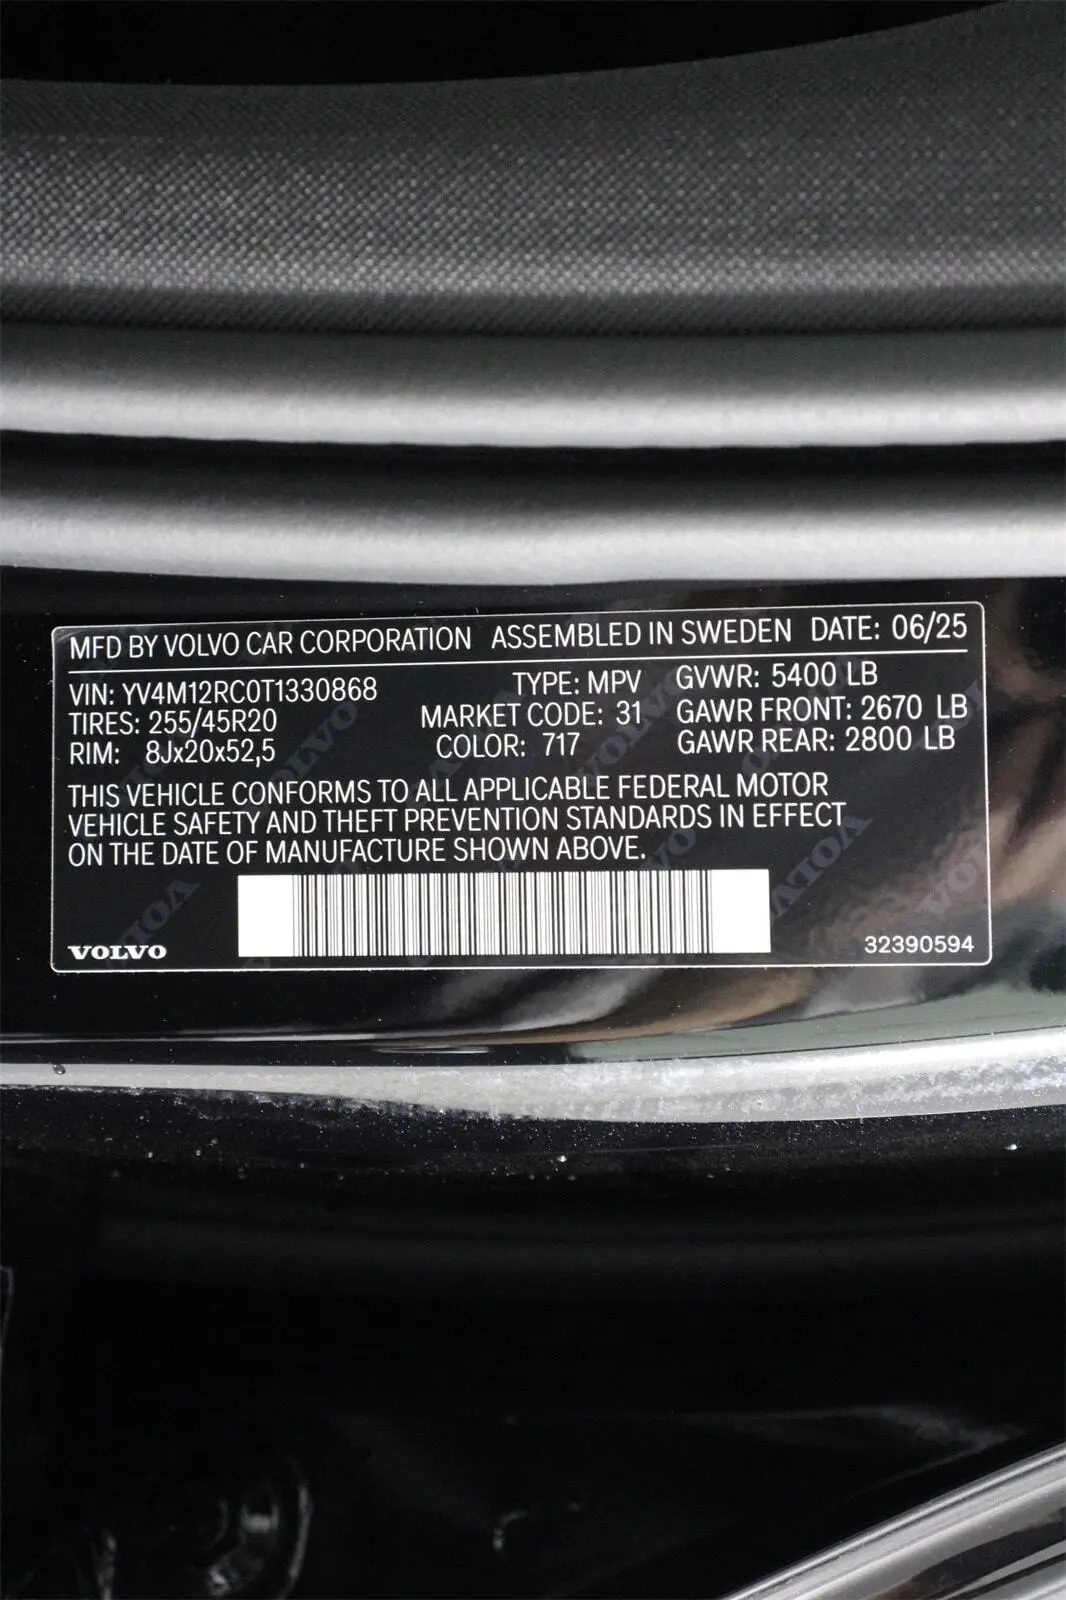 MFD BY VOLVO CAR CORPORATION ASSEMBLED IN SWEDEN DATE: 06/25
VIN: YV4M12RC0T1330868 TYPE: MPV GVWR: 5400 LB
TIRES: 255/45R20 MARKET CODE: 31 GAWR FRONT: 2670 LB
RIM: 8Jx20x52,5 COLOR: 717 GAWR REAR: 2800 LB
THIS VEHICLE CONFORMS TO ALL APPLICABLE FEDERAL MOTOR
VEHICLE SAFETY AND THEFT PREVENTION STANDARDS IN EFFECT
ON THE DATE OF MANUFACTURE SHOWN ABOVE.
VOLVO 32390594